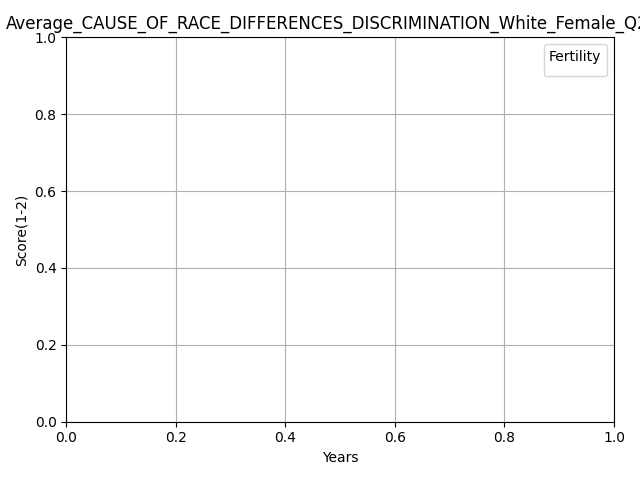 Average_CAUSE_OF_RACE_DIFFERENCES_DISCRIMINATION_White_Female_Q2
Fertility
1.0
0.8
0.6
0.4
0.2
0.0
Score(1-2)
0.0 0.2 0.4 0.6 0.8 1.0
Years